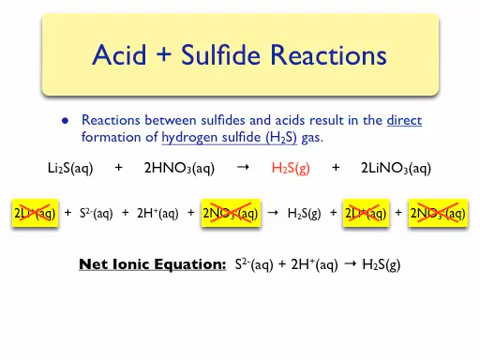 Acid + Sulfide Reactions
• Reactions between sulfides and acids result in the direct
formation of hydrogen sulfide (H₂S) gas.
Li₂S(aq) + 2HNO₃(aq) → H₂S(g) + 2LiNO₃(aq)
2Li⁺(aq) + S²⁻(aq) + 2H⁺(aq) + 2NO₃⁻(aq) → H₂S(g) + 2Li⁺(aq) + 2NO₃⁻(aq)
Net Ionic Equation: S²⁻(aq) + 2H⁺(aq) → H₂S(g)